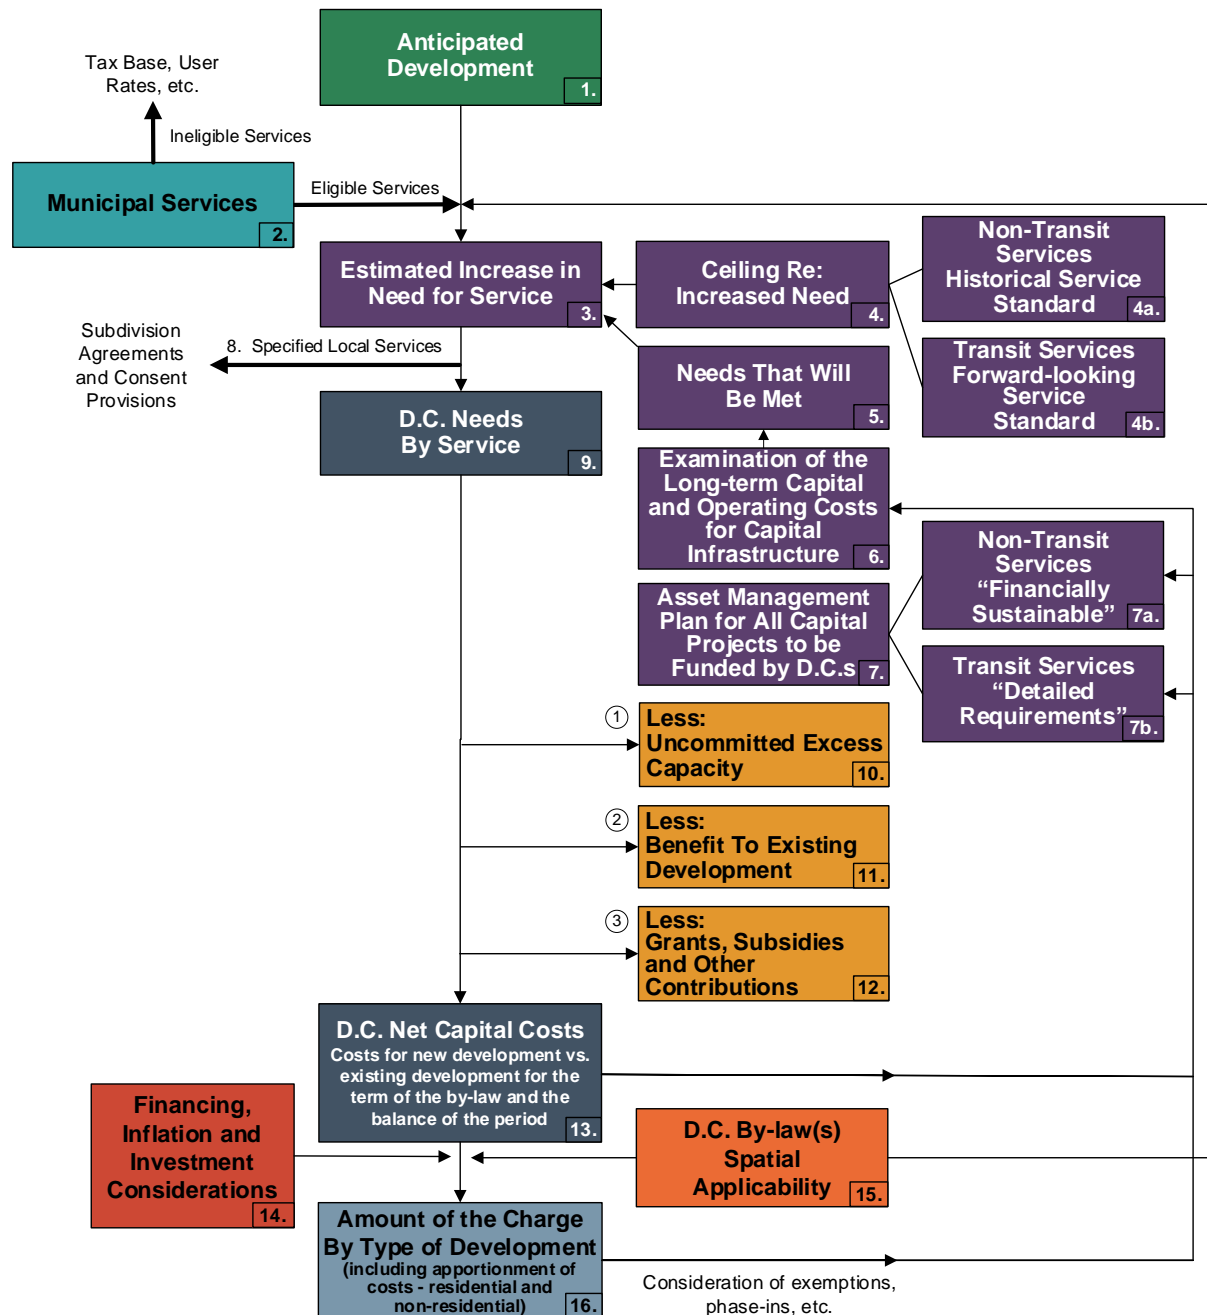 Anticipated
Development
1.
Tax Base, User
Rates, etc.
Ineligible Services
Municipal Services
2.
Eligible Services
Estimated Increase in
Need for Service
3.
Ceiling Re:
Increased Need
4.
Non-Transit
Services
Historical Service
Standard
4a.
Transit Services
Forward-looking
Service
Standard
4b.
Needs That Will
Be Met
5.
Subdivision
Agreements
and Consent
Provisions
8. Specified Local Services
D.C. Needs
By Service
9.
Examination of the
Long-term Capital
and Operating Costs
for Capital
Infrastructure
6.
Asset Management
Plan for All Capital
Projects to be
Funded by D.C.s
7.
Non-Transit
Services
“Financially
Sustainable”
7a.
Transit Services
“Detailed
Requirements”
7b.
1
Less:
Uncommitted Excess
Capacity
10.
2
Less:
Benefit To Existing
Development
11.
3
Less:
Grants, Subsidies
and Other
Contributions
12.
D.C. Net Capital Costs
Costs for new development vs.
existing development for the
term of the by-law and the
balance of the period
13.
Financing,
Inflation and
Investment
Considerations
14.
D.C. By-law(s)
Spatial
Applicability
15.
Amount of the Charge
By Type of Development
(including apportionment of
costs - residential and
non-residential)
16.
Consideration of exemptions,
phase-ins, etc.